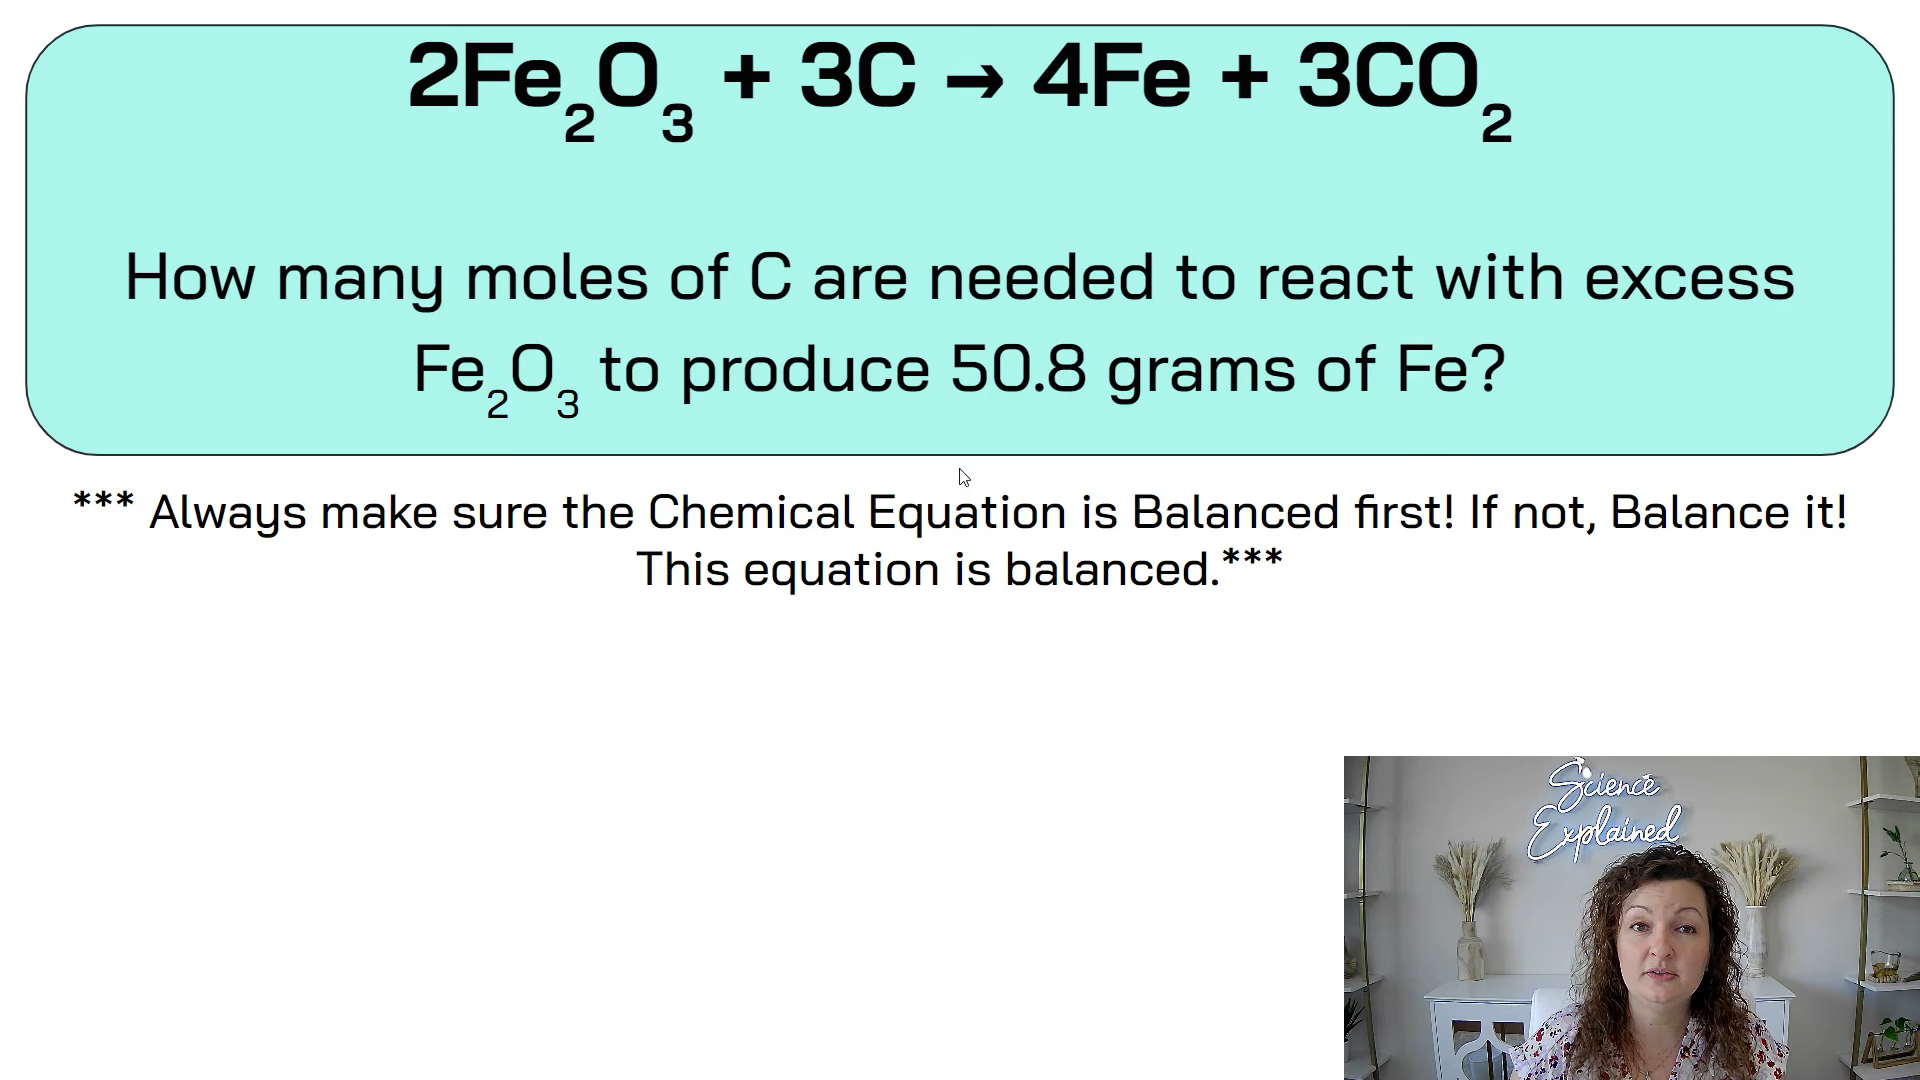 2Fe₂O₃ + 3C → 4Fe + 3CO₂
How many moles of C are needed to react with excess
Fe₂O₃ to produce 50.8 grams of Fe?
*** Always make sure the Chemical Equation is Balanced first! If not, Balance it!
This equation is balanced.***
Science
Explained